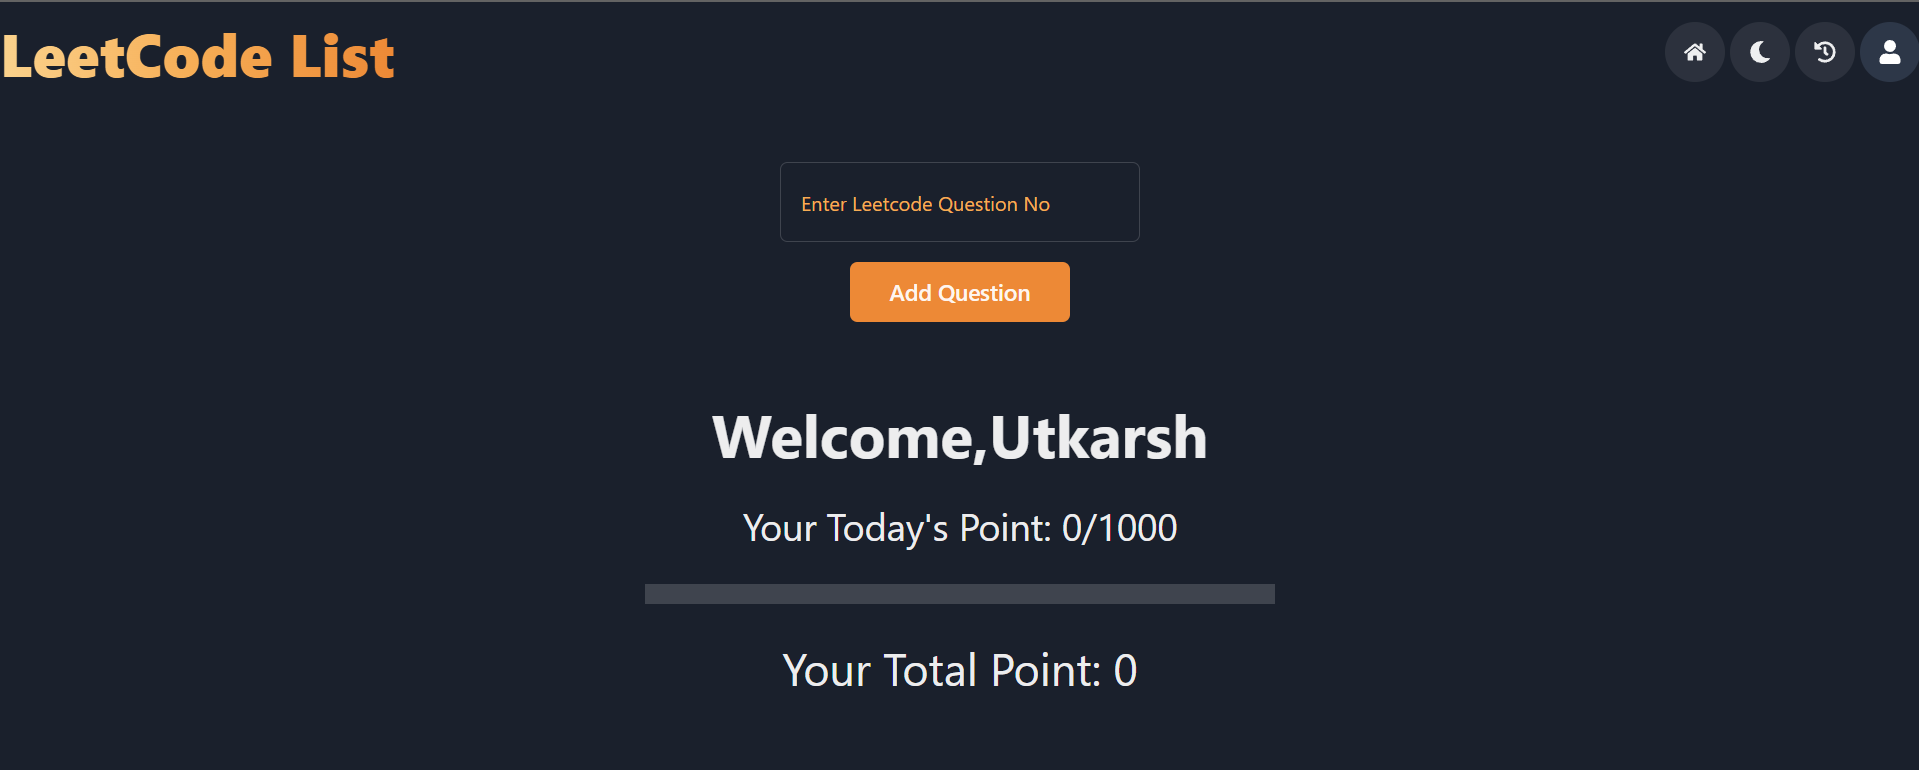 LeetCode List
Enter Leetcode Question No
Add Question
Welcome,Utkarsh
Your Today's Point: 0/1000
Your Total Point: 0